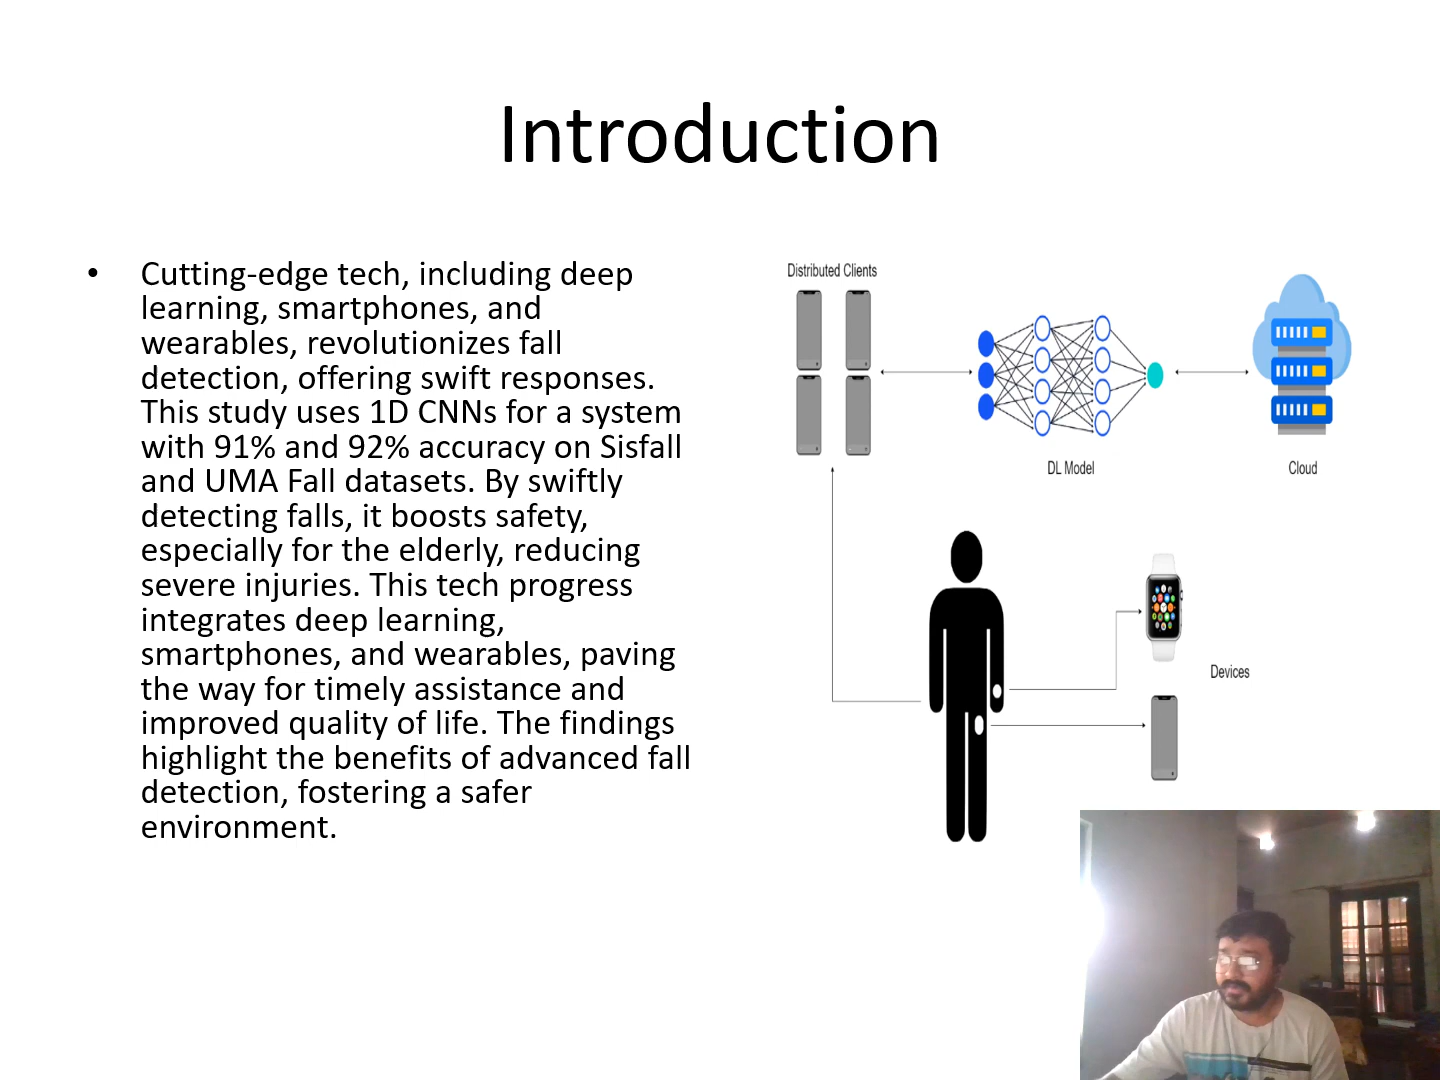 Introduction
• Cutting-edge tech, including deep
learning, smartphones, and
wearables, revolutionizes fall
detection, offering swift responses.
This study uses 1D CNNs for a system
with 91% and 92% accuracy on Sisfall
and UMA Fall datasets. By swiftly
detecting falls, it boosts safety,
especially for the elderly, reducing
severe injuries. This tech progress
integrates deep learning,
smartphones, and wearables, paving
the way for timely assistance and
improved quality of life. The findings
highlight the benefits of advanced fall
detection, fostering a safer
environment.
Distributed Clients
DL Model
Cloud
Devices